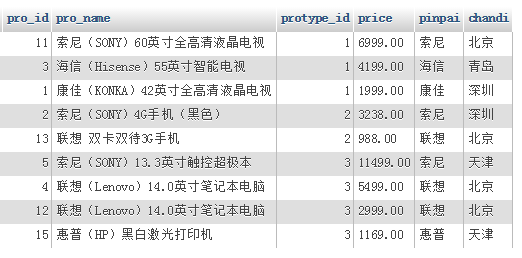 pro_id pro_name protype_id price pinpai chandi
11 索尼（SONY）60英寸全高清液晶电视 1 6999.00 索尼 北京
3 海信（Hisense）55英寸智能电视 1 4199.00 海信 青岛
1 康佳（KONKA）42英寸全高清液晶电视 1 1999.00 康佳 深圳
2 索尼（SONY）4G手机（黑色） 2 3238.00 索尼 深圳
13 联想 双卡双待3G手机 2 988.00 联想 北京
5 索尼（SONY）13.3英寸触控超极本 3 11499.00 索尼 天津
4 联想（Lenovo）14.0英寸笔记本电脑 3 5499.00 联想 北京
12 联想（Lenovo）14.0英寸笔记本电脑 3 2999.00 联想 北京
15 惠普（HP）黑白激光打印机 3 1169.00 惠普 天津